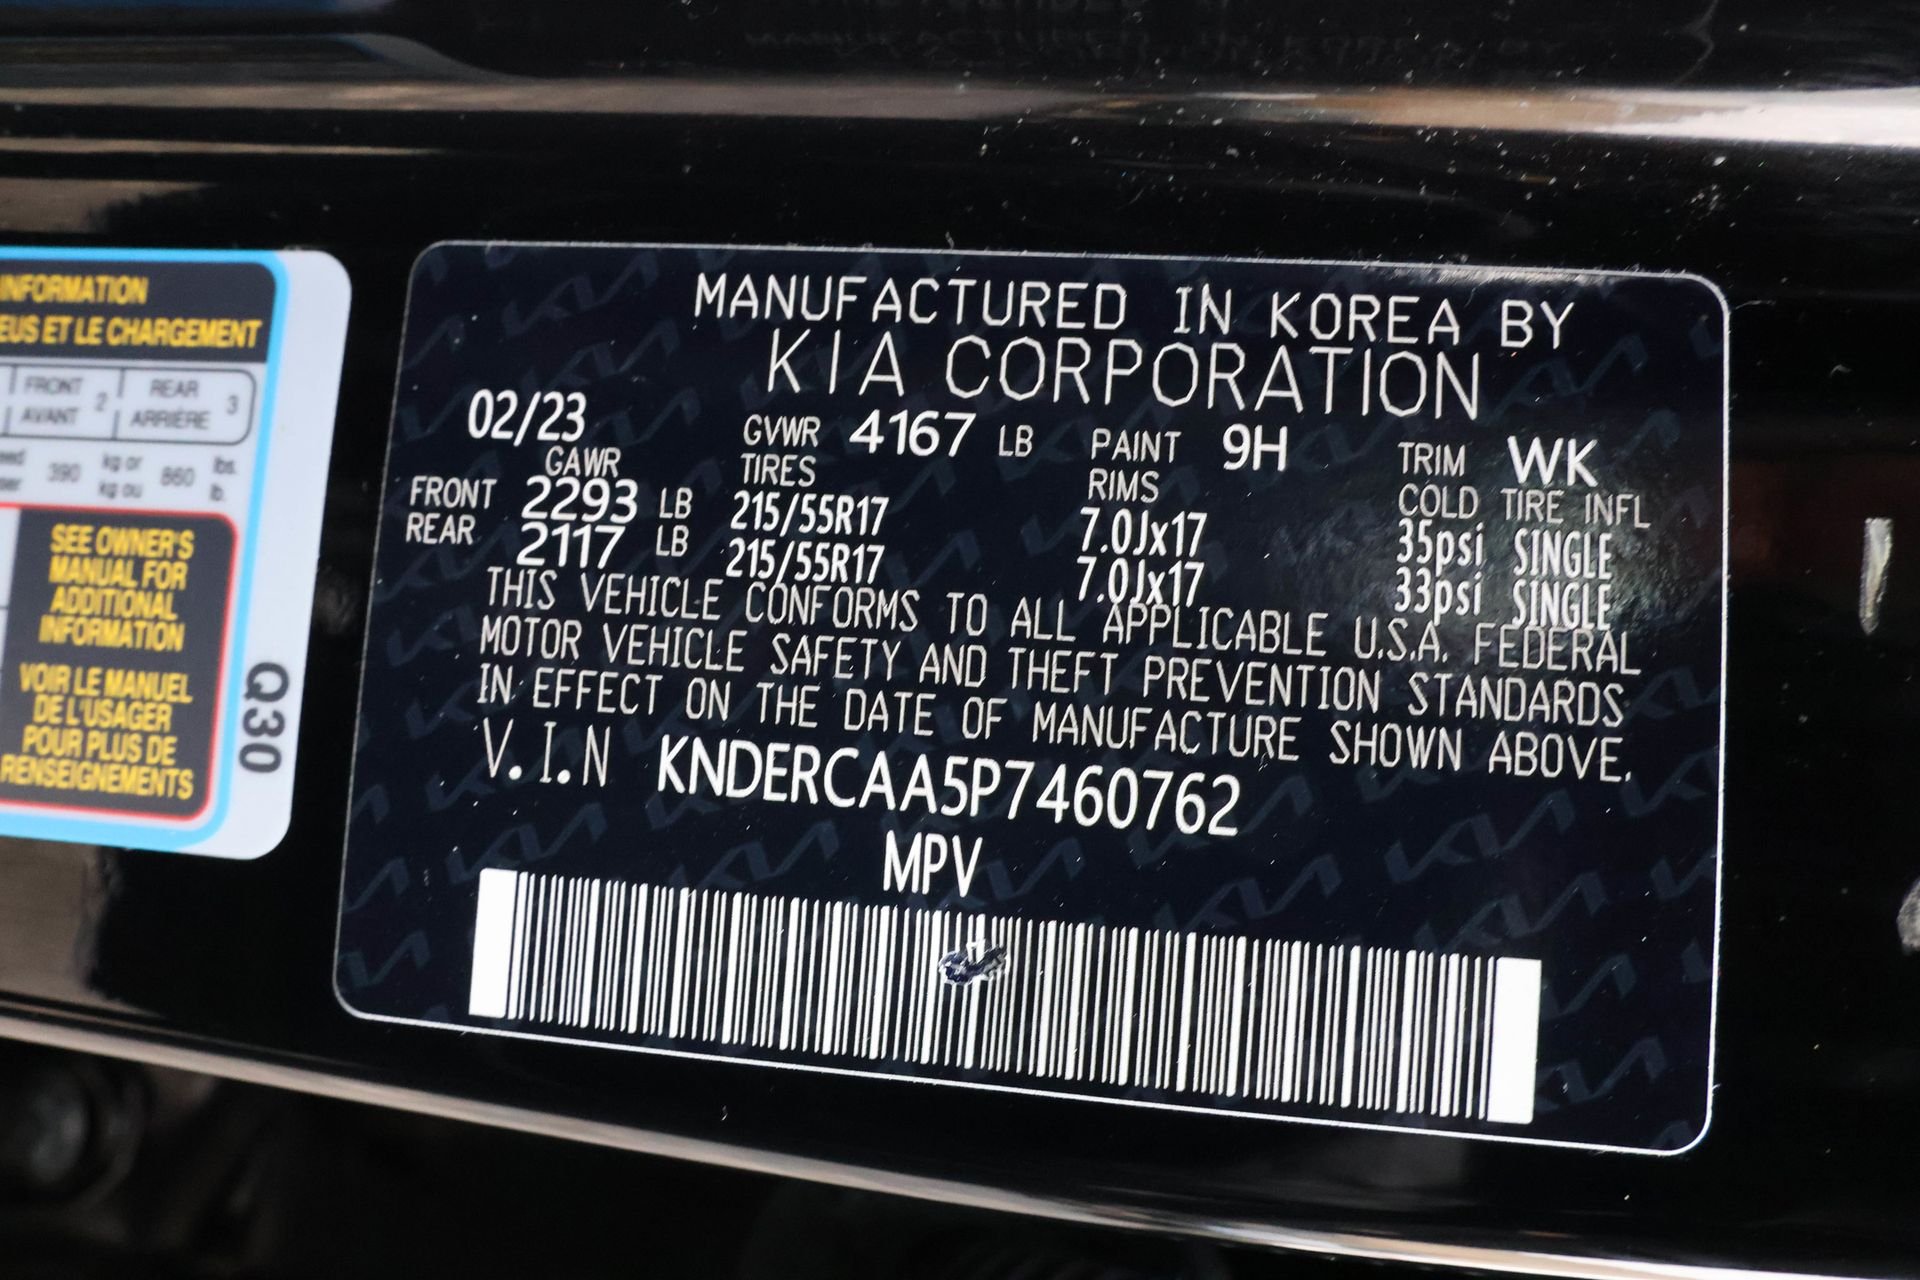 INFORMATION
EUS ET LE CHARGEMENT
FRONT 2 REAR 3
AVANT ARRIÈRE
390 kg or 860 lbs.
kg ou lb.
SEE OWNER'S
MANUAL FOR
ADDITIONAL
INFORMATION
VOIR LE MANUEL
DE L'USAGER
POUR PLUS DE
RENSEIGNEMENTS
Q30
MANUFACTURED IN KOREA BY
KIA CORPORATION
02/23 GVWR 4167 LB PAINT 9H TRIM WK
GAWR TIRES RIMS COLD TIRE INFL
FRONT 2293 LB 215/55R17 7.0Jx17 35psi SINGLE
REAR 2117 LB 215/55R17 7.0Jx17 33psi SINGLE
THIS VEHICLE CONFORMS TO ALL APPLICABLE U.S.A. FEDERAL
MOTOR VEHICLE SAFETY AND THEFT PREVENTION STANDARDS
IN EFFECT ON THE DATE OF MANUFACTURE SHOWN ABOVE.
V.I.N KNDERCAA5P7460762
MPV